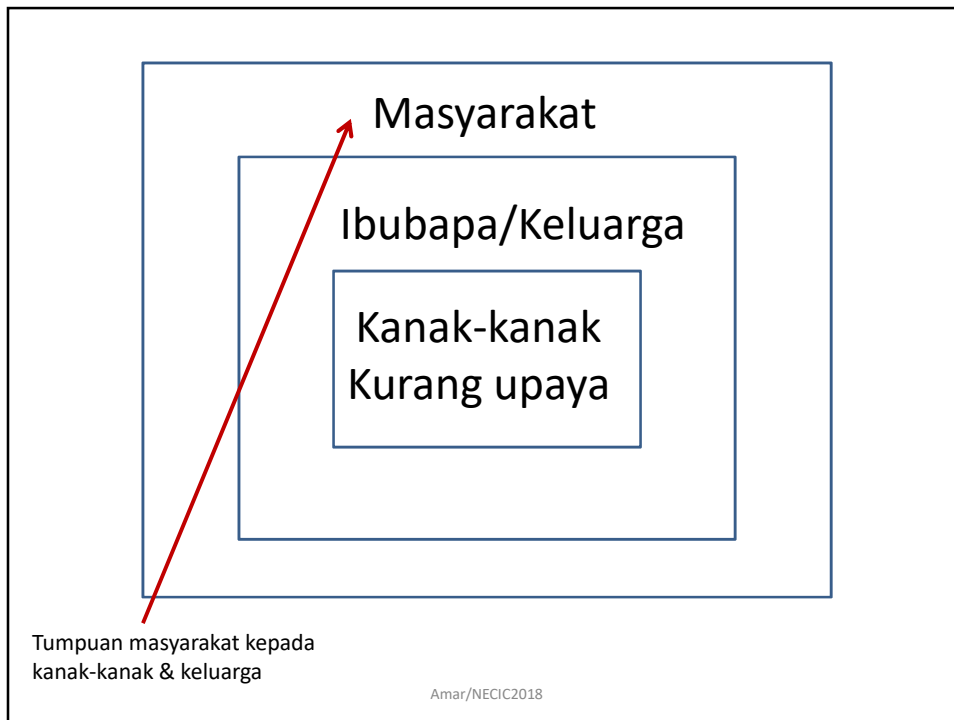 Masyarakat
Ibubapa/Keluarga
Kanak-kanak
Kurang upaya
Tumpuan masyarakat kepada
kanak-kanak & keluarga
Amar/NECIC2018